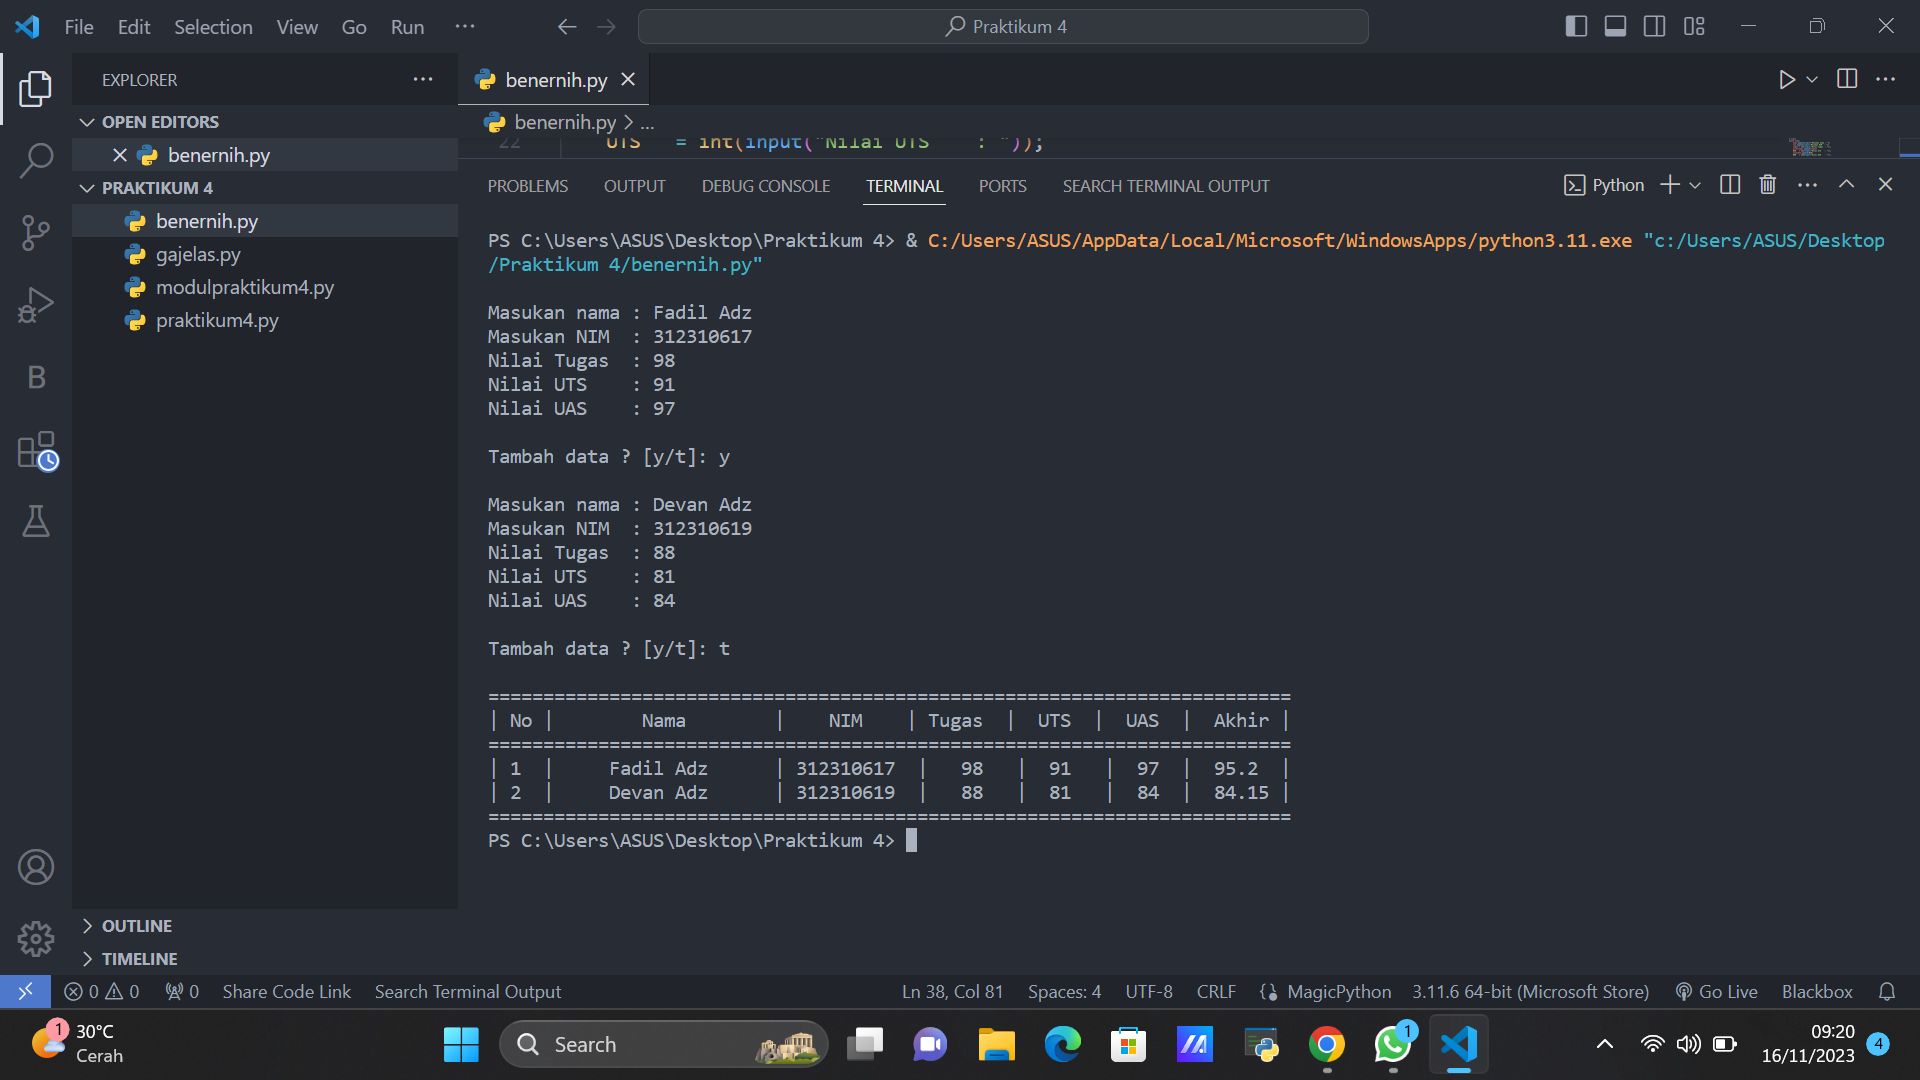 File Edit Selection View Go Run ··· Praktikum 4
EXPLORER ···
benernih.py
OPEN EDITORS
benernih.py
PRAKTIKUM 4
benernih.py
gajelas.py
modulpraktikum4.py
praktikum4.py
OUTLINE
TIMELINE
benernih.py > ...
22 UTS = int(input("Nilai UTS : "));
PROBLEMS OUTPUT DEBUG CONSOLE TERMINAL PORTS SEARCH TERMINAL OUTPUT Python
PS C:\Users\ASUS\Desktop\Praktikum 4> & C:/Users/ASUS/AppData/Local/Microsoft/WindowsApps/python3.11.exe "c:/Users/ASUS/Desktop
/Praktikum 4/benernih.py"
Masukan nama : Fadil Adz
Masukan NIM  : 312310617
Nilai Tugas  : 98
Nilai UTS    : 91
Nilai UAS    : 97
Tambah data ? [y/t]: y
Masukan nama : Devan Adz
Masukan NIM  : 312310619
Nilai Tugas  : 88
Nilai UTS    : 81
Nilai UAS    : 84
Tambah data ? [y/t]: t
=========================================================================
| No |        Nama        |    NIM    | Tugas  |  UTS  |  UAS  |  Akhir |
=========================================================================
| 1  |     Fadil Adz      | 312310617  |   98   |  91   |  97  |  95.2  |
| 2  |     Devan Adz      | 312310619  |   88   |  81   |  84  |  84.15 |
=========================================================================
PS C:\Users\ASUS\Desktop\Praktikum 4>
0 0 0 Share Code Link Search Terminal Output Ln 38, Col 81 Spaces: 4 UTF-8 CRLF MagicPython 3.11.6 64-bit (Microsoft Store) Go Live Blackbox
1 30°C
Cerah
Search
1
09:20
16/11/2023
4